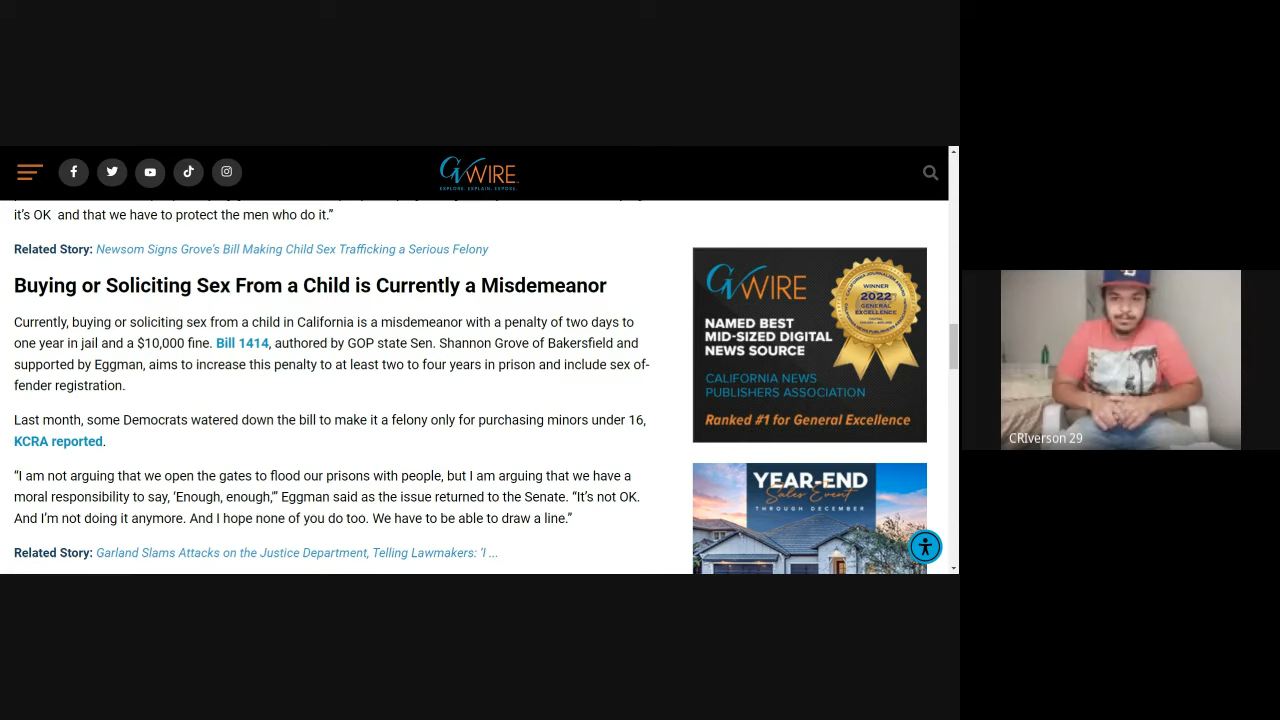 GVWIRE
EXPLORE. EXPLAIN. EXPOSE.
it's OK  and that we have to protect the men who do it.”
Related Story: Newsom Signs Grove's Bill Making Child Sex Trafficking a Serious Felony
Buying or Soliciting Sex From a Child is Currently a Misdemeanor
Currently, buying or soliciting sex from a child in California is a misdemeanor with a penalty of two days to
one year in jail and a $10,000 fine. Bill 1414, authored by GOP state Sen. Shannon Grove of Bakersfield and
supported by Eggman, aims to increase this penalty to at least two to four years in prison and include sex of-
fender registration.
Last month, some Democrats watered down the bill to make it a felony only for purchasing minors under 16,
KCRA reported.
“I am not arguing that we open the gates to flood our prisons with people, but I am arguing that we have a
moral responsibility to say, ‘Enough, enough,’” Eggman said as the issue returned to the Senate. “It’s not OK.
And I’m not doing it anymore. And I hope none of you do too. We have to be able to draw a line.”
Related Story: Garland Slams Attacks on the Justice Department, Telling Lawmakers: ‘I ...
GVWIRE
NAMED BEST
MID-SIZED DIGITAL
NEWS SOURCE
CALIFORNIA NEWS
PUBLISHERS ASSOCIATION
Ranked #1 for General Excellence
WINNER
2022
GENERAL
EXCELLENCE
YEAR-END
Sales Event
THROUGH DECEMBER
CRIverson 29